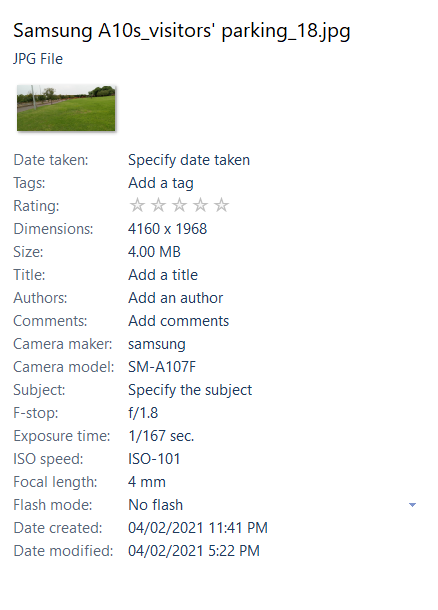 Samsung A10s_visitors' parking_18.jpg
JPG File
Date taken: Specify date taken
Tags: Add a tag
Rating:
Dimensions: 4160 x 1968
Size: 4.00 MB
Title: Add a title
Authors: Add an author
Comments: Add comments
Camera maker: samsung
Camera model: SM-A107F
Subject: Specify the subject
F-stop: f/1.8
Exposure time: 1/167 sec.
ISO speed: ISO-101
Focal length: 4 mm
Flash mode: No flash
Date created: 04/02/2021 11:41 PM
Date modified: 04/02/2021 5:22 PM